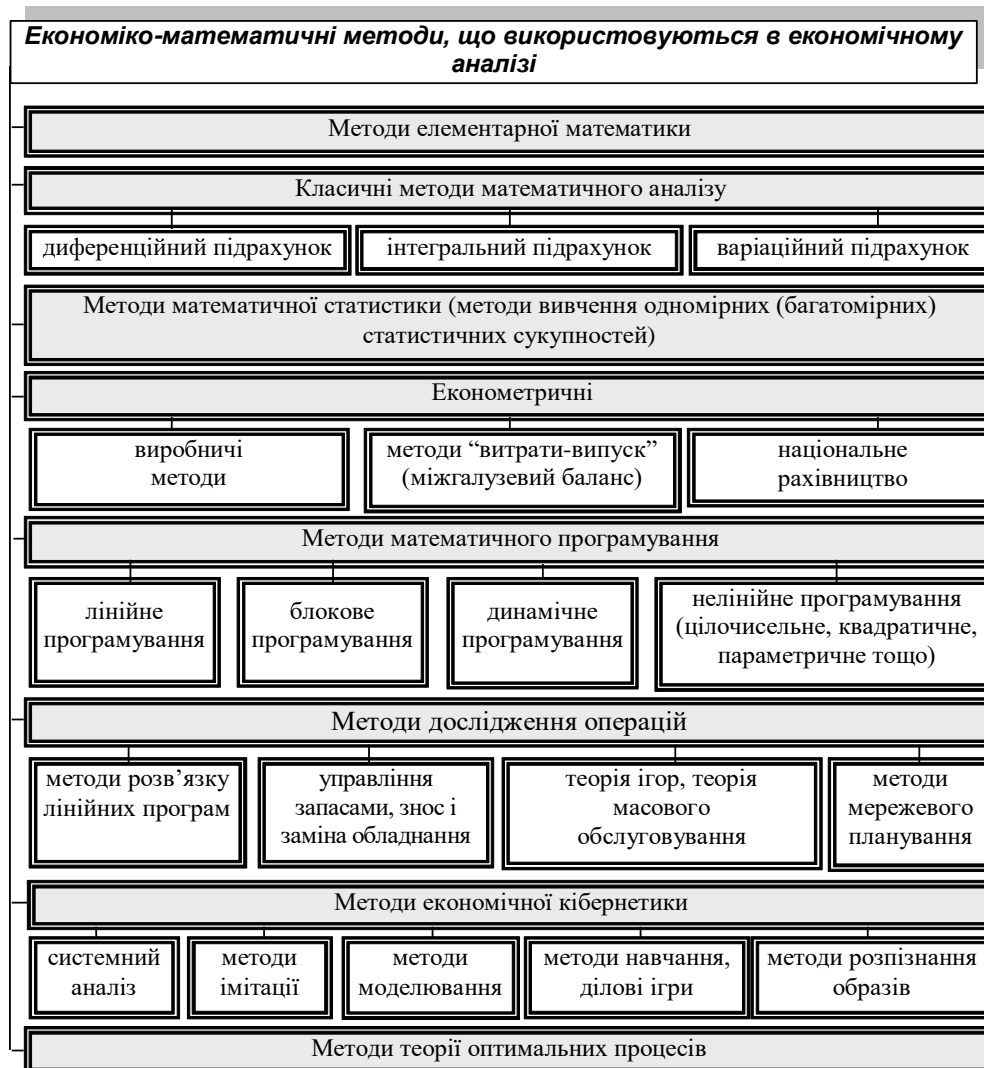 Економіко-математичні методи, що використовуються в економічному
аналізі
Методи елементарної математики
Класичні методи математичного аналізу
диференційний підрахунок
інтегральний підрахунок
варіаційний підрахунок
Методи математичної статистики (методи вивчення одномірних (багатомірних)
статистичних сукупностей)
Економетричні
виробничі
методи
методи “витрати-випуск”
(міжгалузевий баланс)
національне
рахівництво
Методи математичного програмування
лінійне
програмування
блокове
програмування
динамічне
програмування
нелінійне програмування
(цілочисельне, квадратичне,
параметричне тощо)
Методи дослідження операцій
методи розв’язку
лінійних програм
управління
запасами, знос і
заміна обладнання
теорія ігор, теорія
масового
обслуговування
методи
мережевого
планування
Методи економічної кібернетики
системний
аналіз
методи
імітації
методи
моделювання
методи навчання,
ділові ігри
методи розпізнання
образів
Методи теорії оптимальних процесів